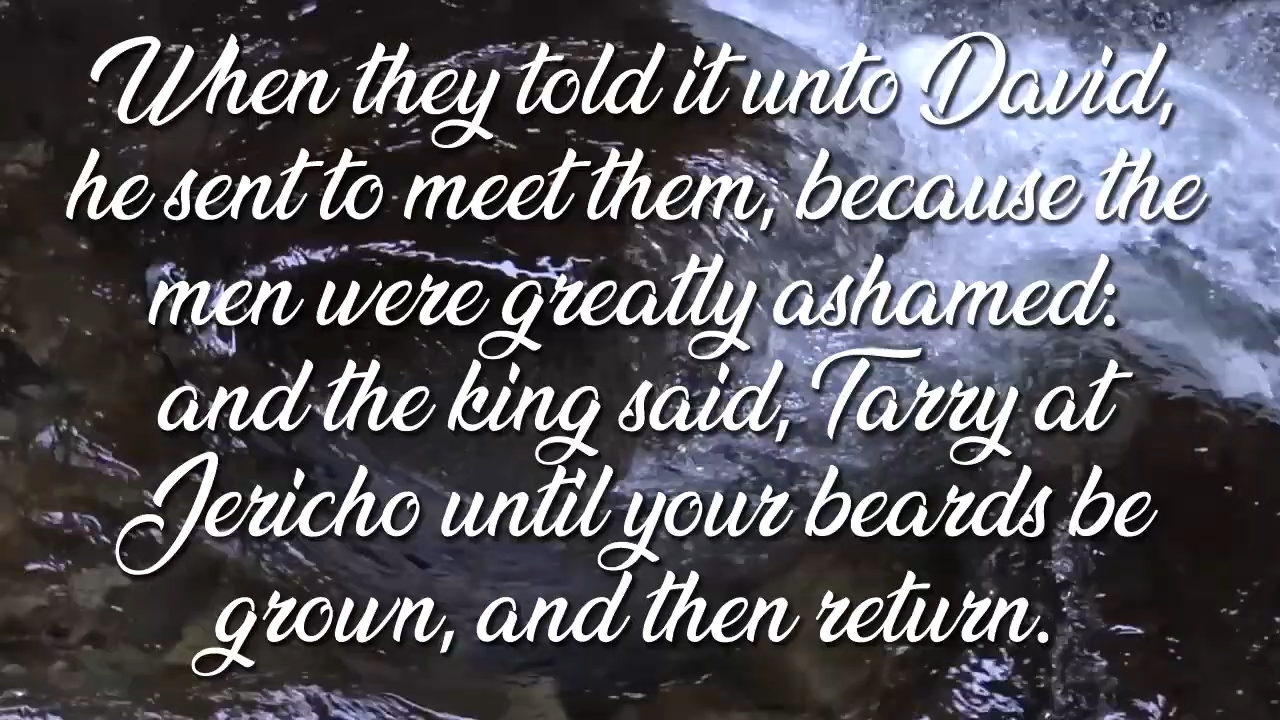 When they told it unto David,
he sent to meet them, because the
men were greatly ashamed:
and the king said, Tarry at
Jericho until your beards be
grown, and then return.